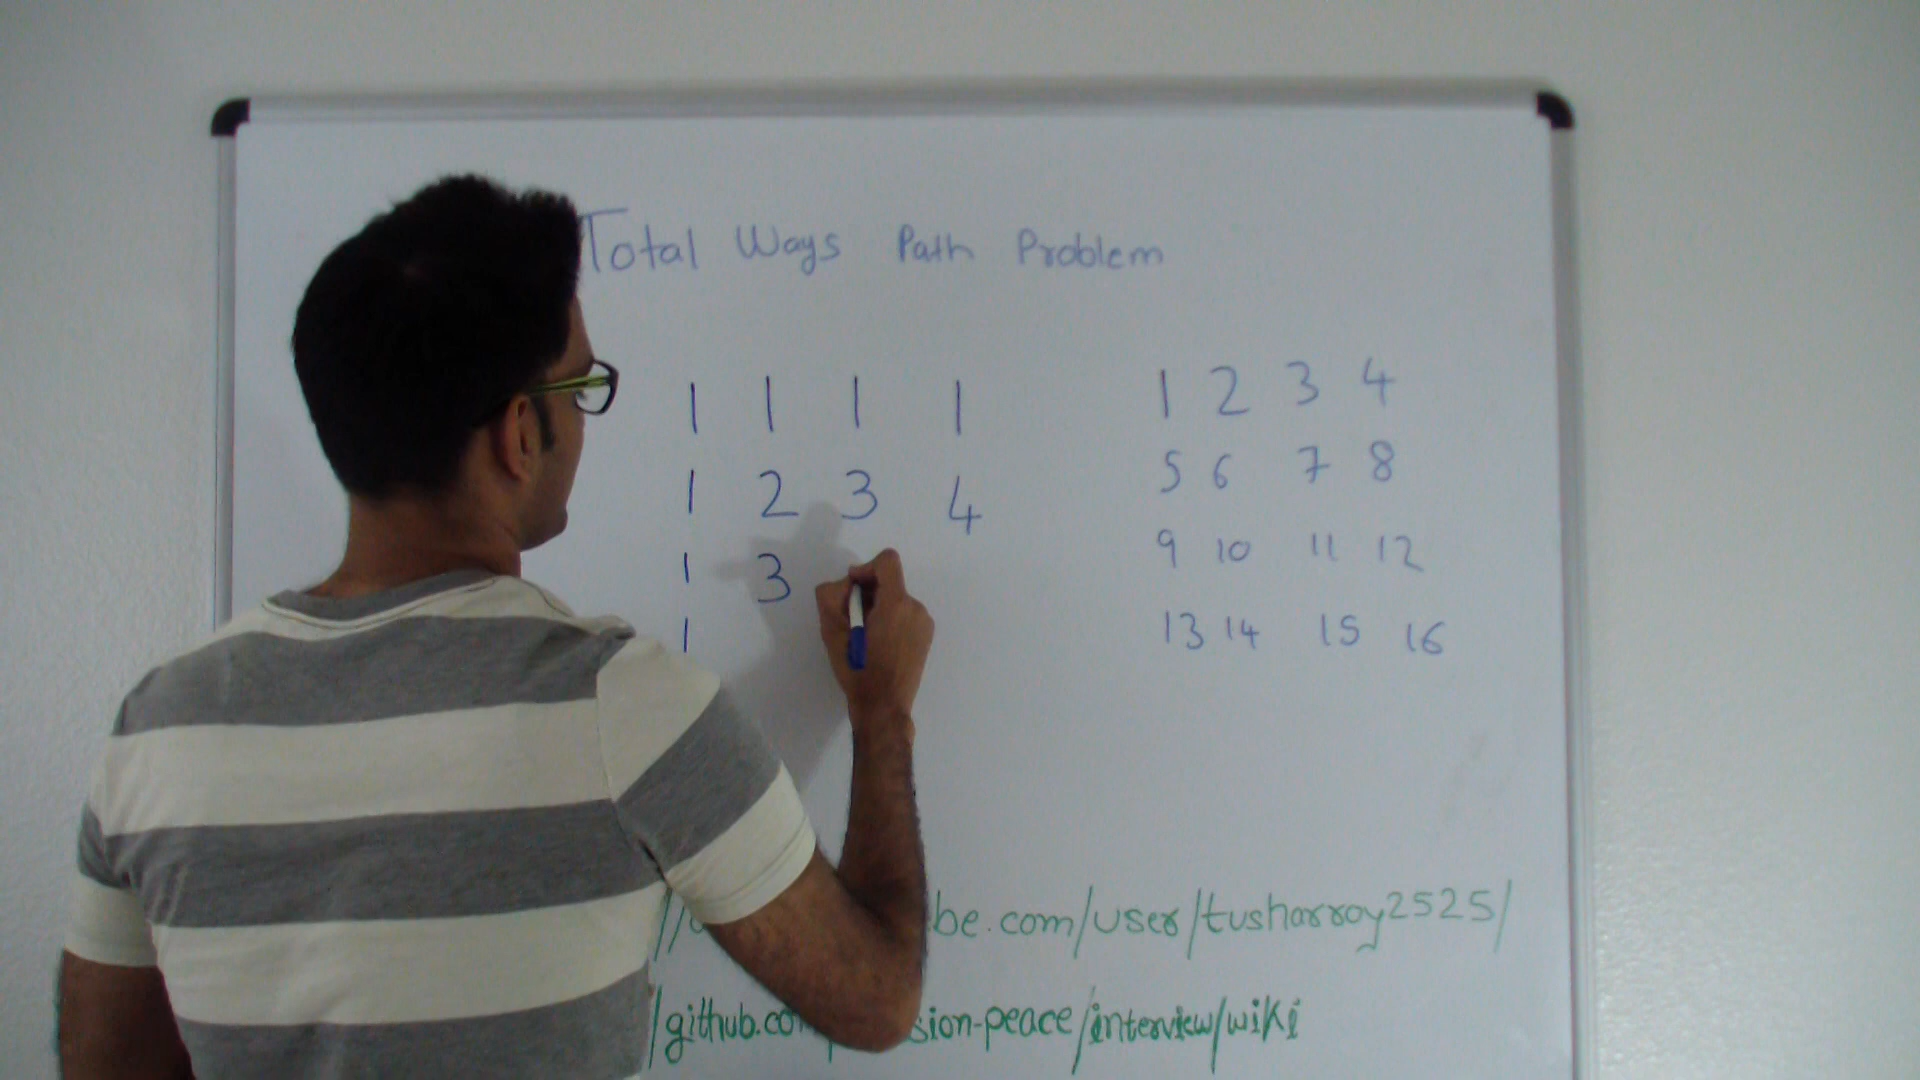 Total Ways Path Problem
1 1 1 1
1 2 3 4
1 3
1
1 2 3 4
5 6 7 8
9 10 11 12
13 14 15 16
be.com/user/tusharroy2525/
/github.co sion-peace/interview/wiki